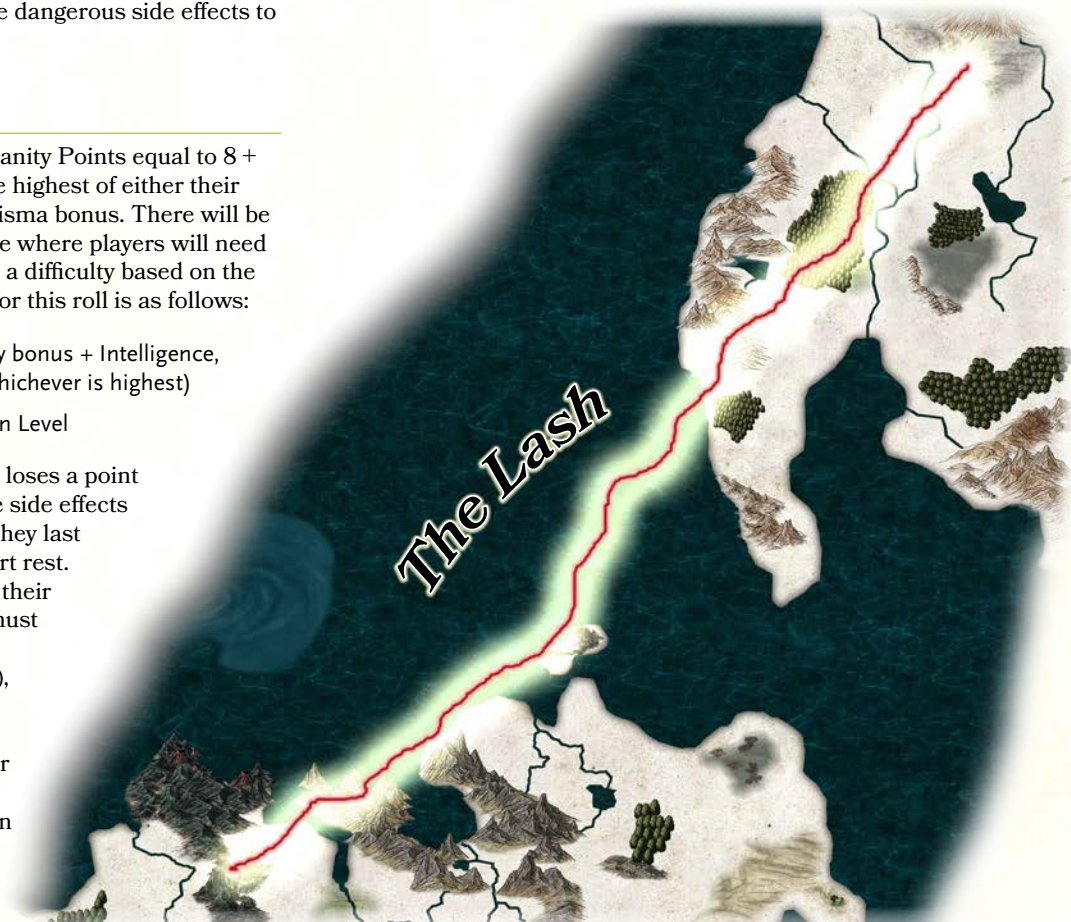 e dangerous side effects to
anity Points equal to 8 +
e highest of either their
isma bonus. There will be
e where players will need
a difficulty based on the
or this roll is as follows:
y bonus + Intelligence,
hichever is highest)
n Level
loses a point
e side effects
hey last
rt rest.
their
nust
),
r
n
The Lash